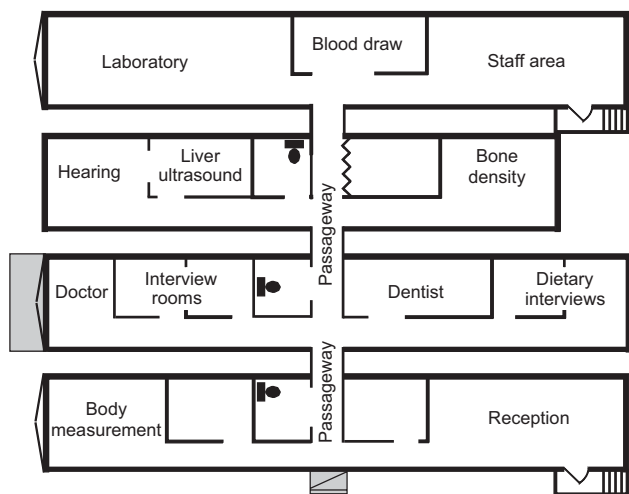 Laboratory
Blood draw
Staff area
Hearing
Liver
ultrasound
Bone
density
Passageway
Doctor
Interview
rooms
Dentist
Dietary
interviews
Passageway
Body
measurement
Reception